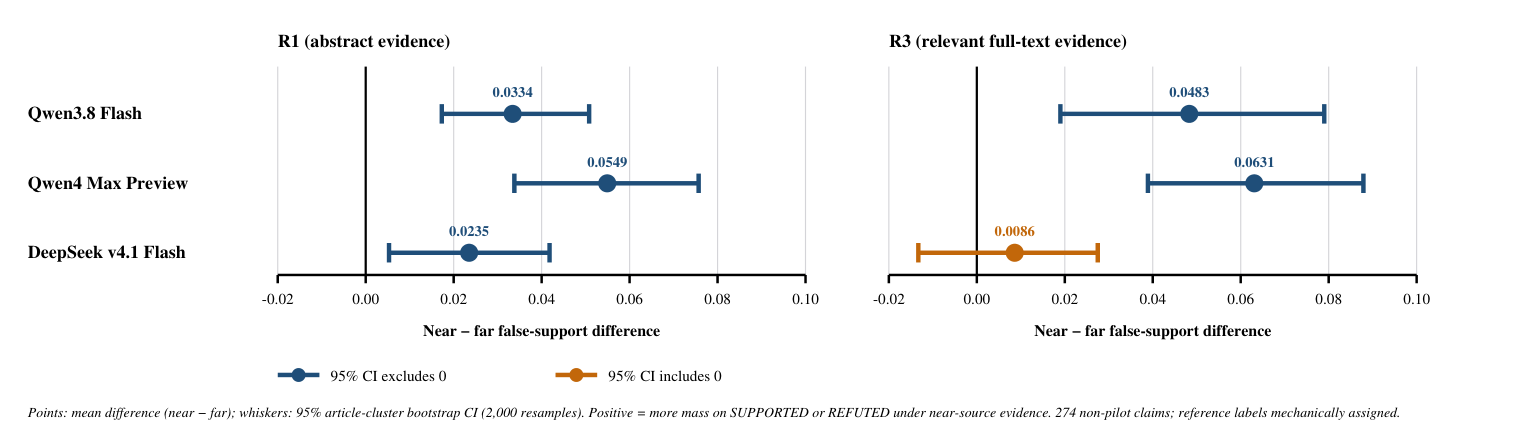 R1 (abstract evidence)
R3 (relevant full-text evidence)
Qwen3.8 Flash
0.0334
0.0483
Qwen4 Max Preview
0.0549
0.0631
DeepSeek v4.1 Flash
0.0235
0.0086
-0.02 0.00 0.02 0.04 0.06 0.08 0.10
-0.02 0.00 0.02 0.04 0.06 0.08 0.10
Near − far false-support difference
Near − far false-support difference
95% CI excludes 0
95% CI includes 0
Points: mean difference (near − far); whiskers: 95% article-cluster bootstrap CI (2,000 resamples). Positive = more mass on SUPPORTED or REFUTED under near-source evidence. 274 non-pilot claims; reference labels mechanically assigned.